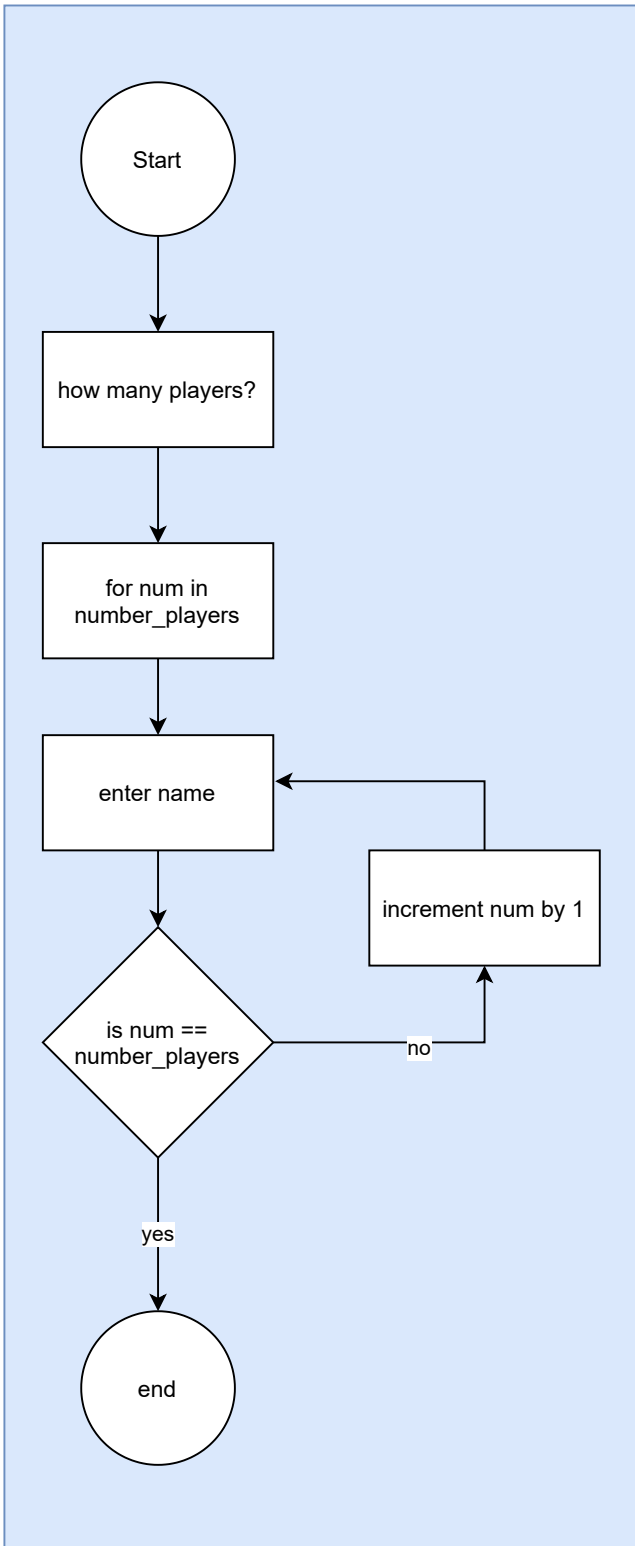 Start
how many players?
for num in
number_players
enter name
increment num by 1
is num ==
number_players
no
yes
end